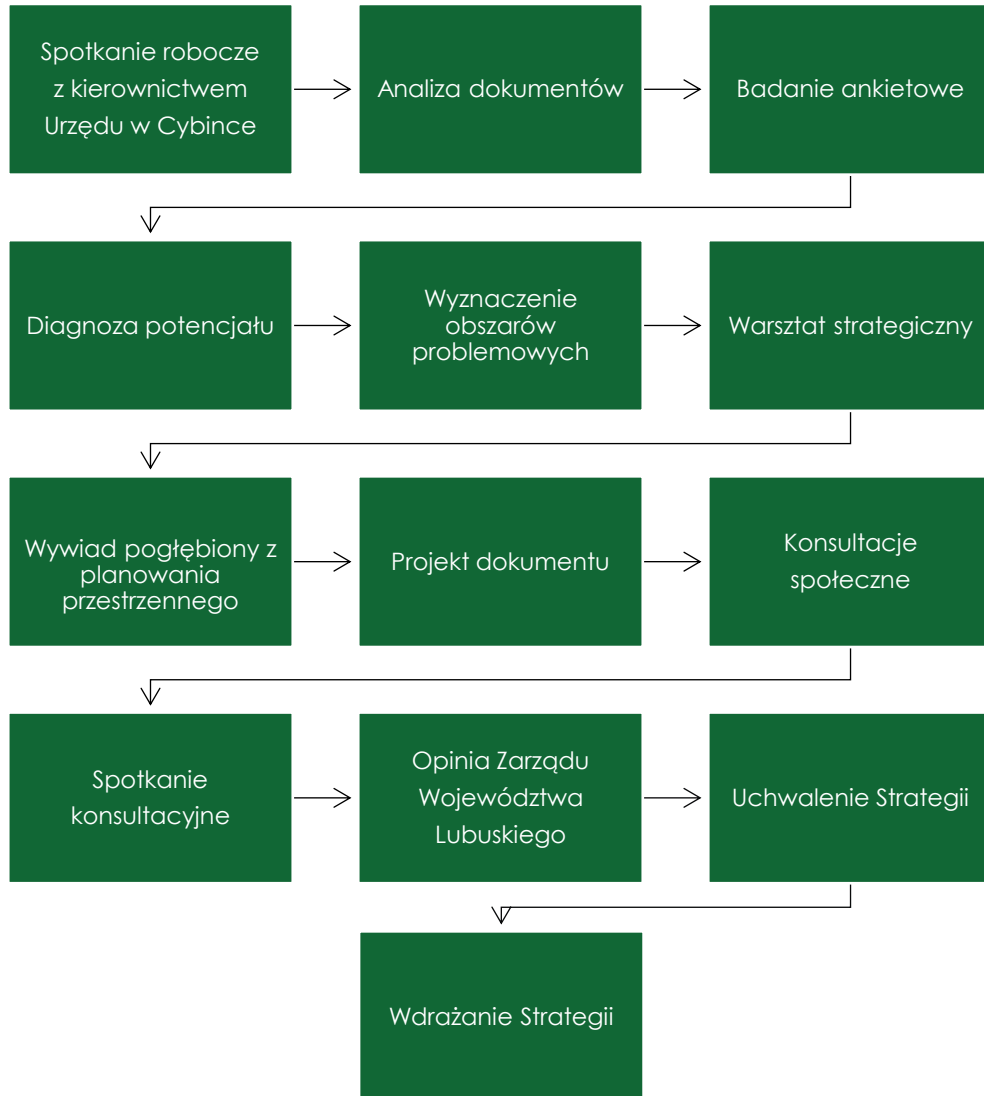 Spotkanie robocze
z kierownictwem
Urzędu w Cybince
Analiza dokumentów
Badanie ankietowe
Diagnoza potencjału
Wyznaczenie
obszarów
problemowych
Warsztat strategiczny
Wywiad pogłębiony z
planowania
przestrzennego
Projekt dokumentu
Konsultacje
społeczne
Spotkanie
konsultacyjne
Opinia Zarządu
Województwa
Lubuskiego
Uchwalenie Strategii
Wdrażanie Strategii